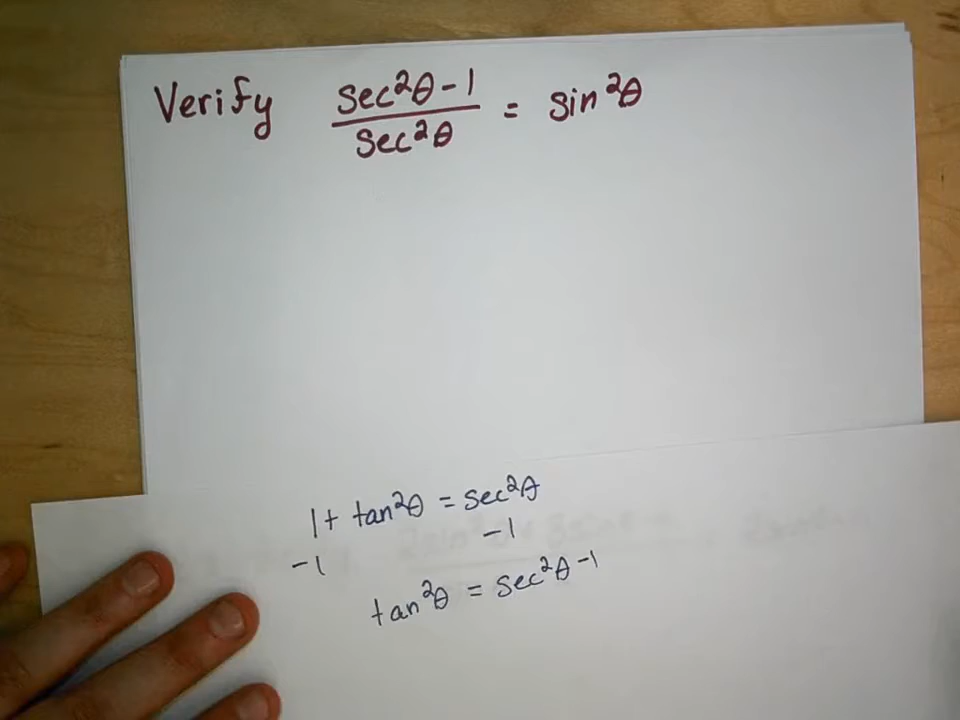 Verify (sec²θ-1)/(sec²θ) = sin²θ
1+ tan²θ = sec²θ
-1 -1
tan²θ = sec²θ-1